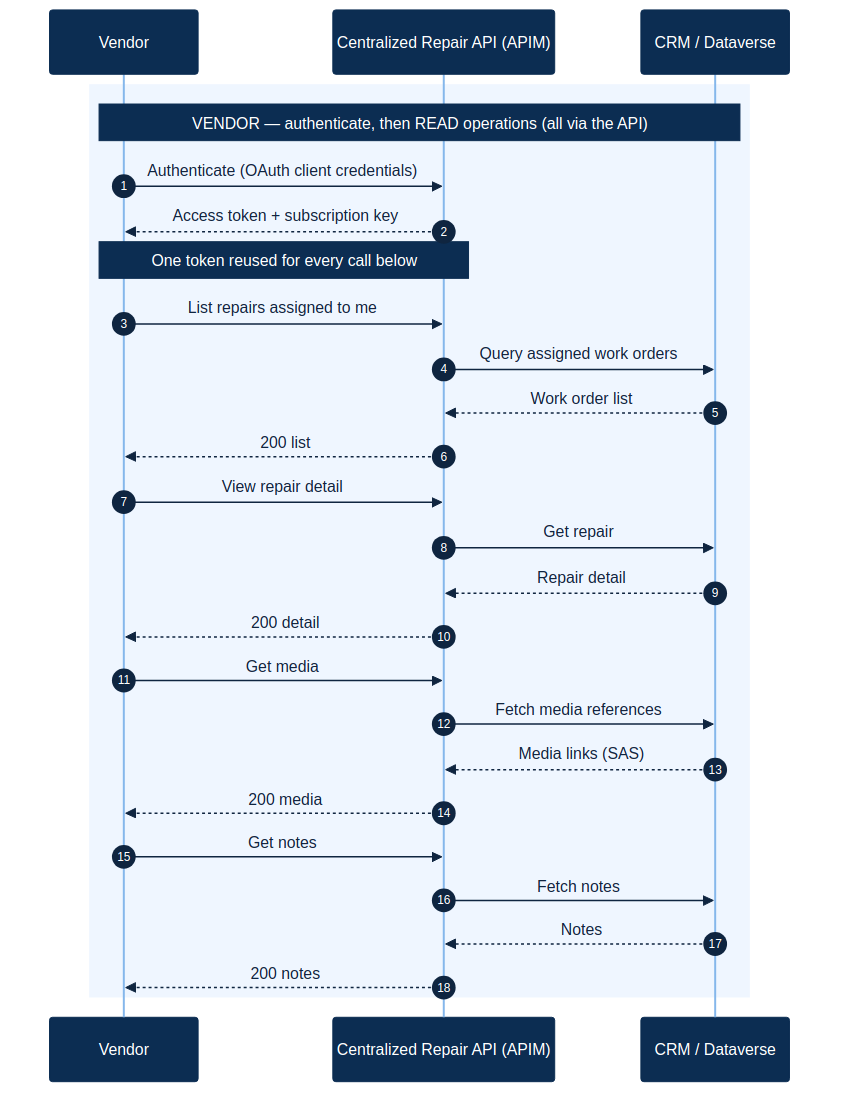 Vendor
Centralized Repair API (APIM)
CRM / Dataverse
VENDOR — authenticate, then READ operations (all via the API)
Authenticate (OAuth client credentials)
1
Access token + subscription key
2
One token reused for every call below
List repairs assigned to me
3
Query assigned work orders
4
Work order list
5
200 list
6
View repair detail
7
Get repair
8
Repair detail
9
200 detail
10
Get media
11
Fetch media references
12
Media links (SAS)
13
200 media
14
Get notes
15
Fetch notes
16
Notes
17
200 notes
18
Vendor
Centralized Repair API (APIM)
CRM / Dataverse